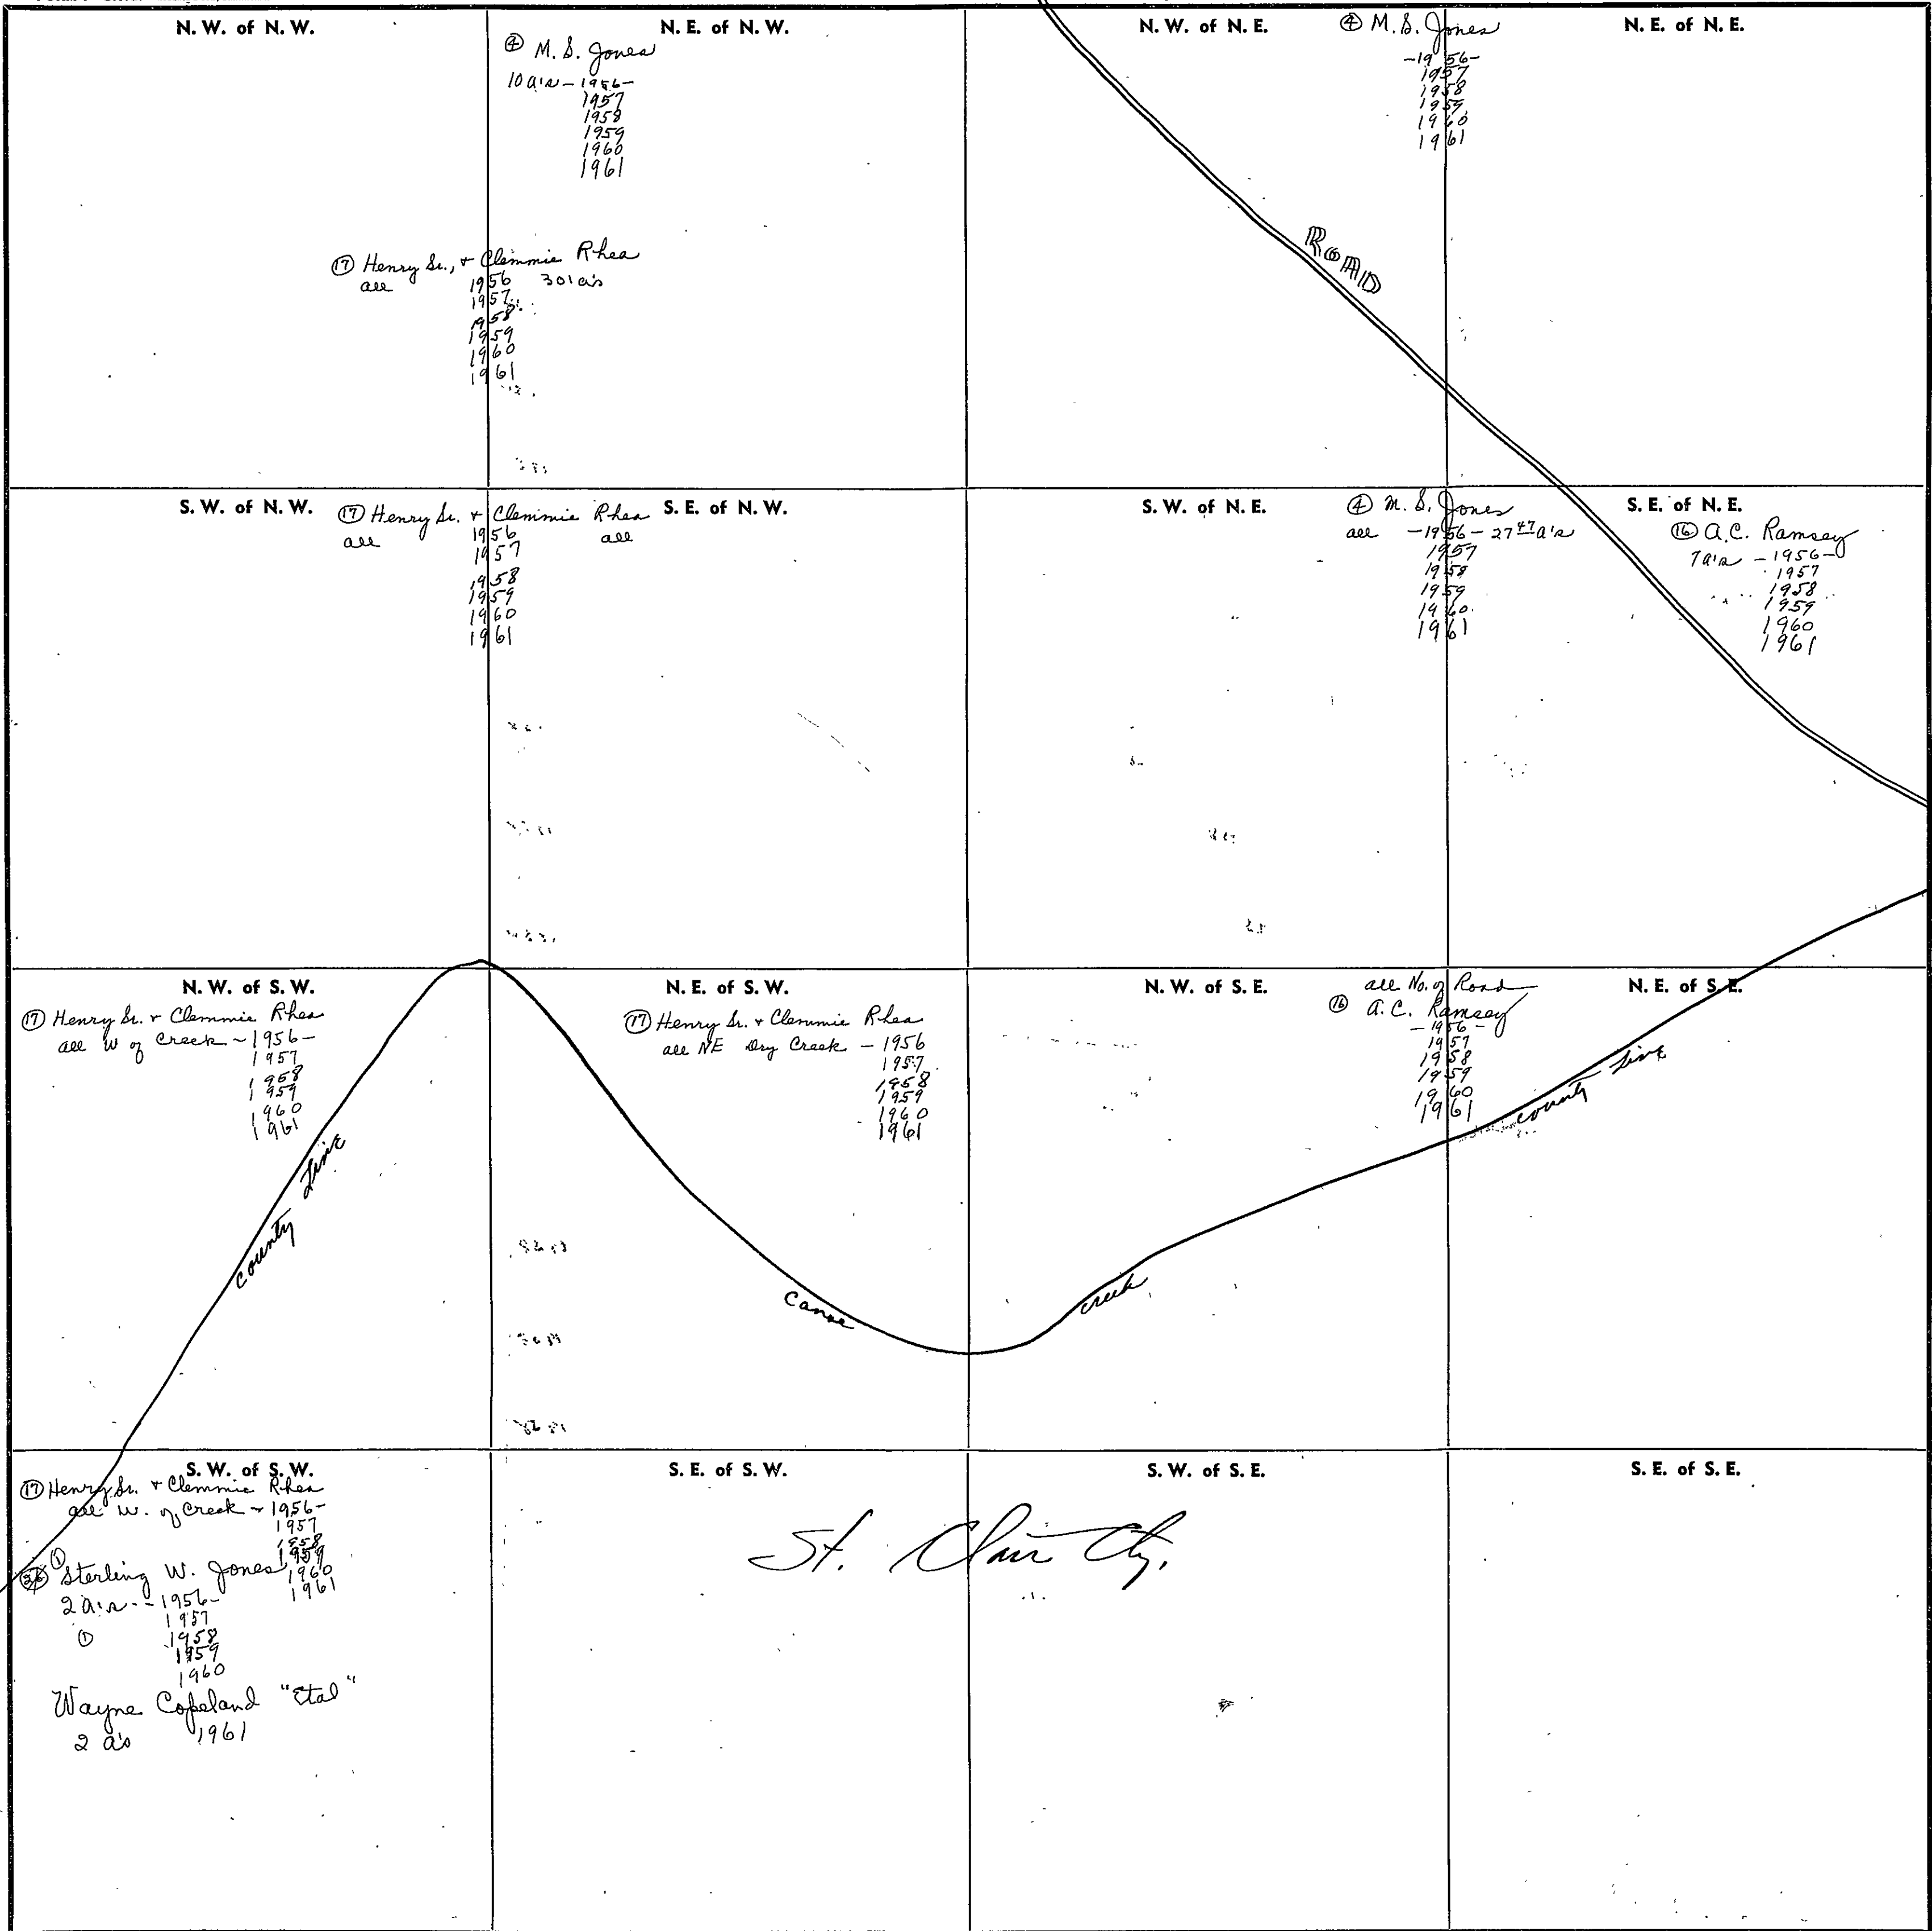 N. W. of N. W.
N. E. of N. W.
④ M. S. Jones
10 a's - 1956 -
1957
1958
1959
1960
1961
⑰ Henry Sr., + Clemmie Rhea
all 1956 301 a's
1957
1958
1959
1960
1961
N. W. of N. E.
④ M. S. Jones
- 1956 -
1957
1958
1959
1960
1961
N. E. of N. E.
ROAD
S. W. of N. W.
S. E. of N. W.
⑰ Henry Sr. + Clemmie Rhea
all 1956 all
1957
1958
1959
1960
1961
S. W. of N. E.
④ M. S. Jones
all - 1956 - 27 47 a's
1957
1958
1959
1960
1961
S. E. of N. E.
⑯ A.C. Ramsey
7 a's - 1956 -
1957
1958
1959
1960
1961
N. W. of S. W.
⑰ Henry Sr. + Clemmie Rhea
all W of Creek - 1956 -
1957
1958
1959
1960
1961
County Line
N. E. of S. W.
⑰ Henry Sr. + Clemmie Rhea
all NE Dry Creek - 1956
1957
1958
1959
1960
1961
Canoe creek
N. W. of S. E.
N. E. of S. E.
all No. of Road
⑯ A.C. Ramsey
- 1956 -
1957
1958
1959
1960
1961
county line
S. W. of S. W.
⑰ Henry Sr. + Clemmie Rhea
all W. of Creek - 1956 -
1957
1958
1959
1960
1961
①
Sterling W. Jones
2 a's - 1956 -
1957
① 1958
1959
1960
Wayne Copeland "Etal"
2 a's 1961
S. E. of S. W.
S. W. of S. E.
S. E. of S. E.
St. Clair Cty.